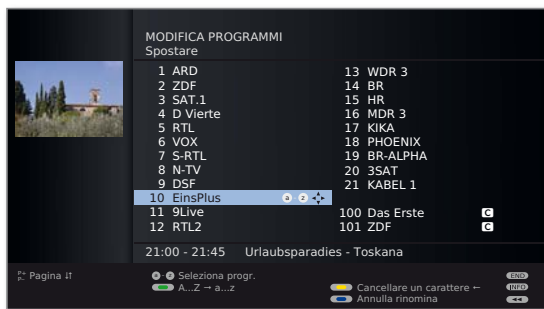 MODIFICA PROGRAMMI
Spostare
1 ARD
2 ZDF
3 SAT.1
4 D Vierte
5 RTL
6 VOX
7 S-RTL
8 N-TV
9 DSF
10 EinsPlus a z
11 9Live
12 RTL2
13 WDR 3
14 BR
15 HR
16 MDR 3
17 KIKA
18 PHOENIX
19 BR-ALPHA
20 3SAT
21 KABEL 1
100 Das Erste C
101 ZDF C
21:00 - 21:45 Urlaubsparadies - Toskana
P+ P- Pagina ↓↑
a-z Seleziona progr.
A...Z → a...z
Cancellare un carattere ←
Annulla rinomina
END
INFO